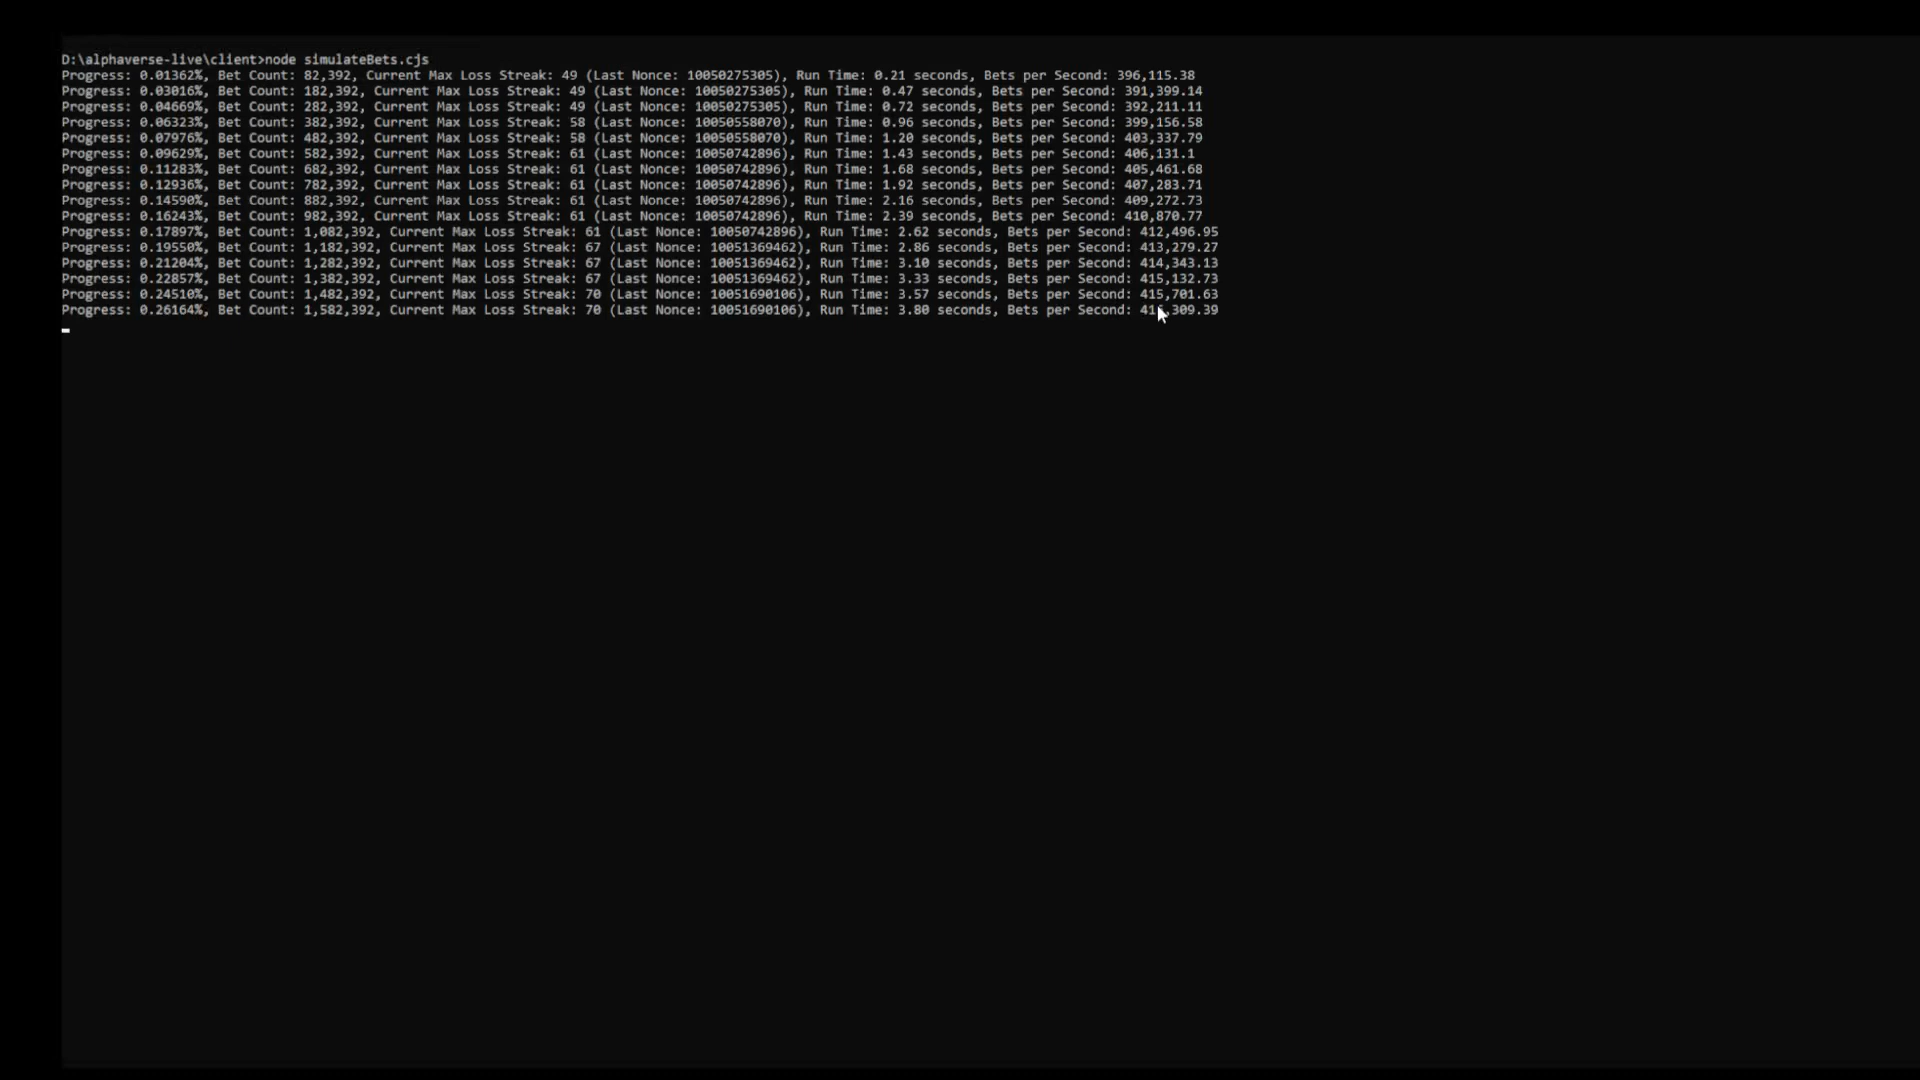 D:\alphaverse-live\client>node simulateBets.cjs
Progress: 0.01362%, Bet Count: 82,392, Current Max Loss Streak: 49 (Last Nonce: 10050275305), Run Time: 0.21 seconds, Bets per Second: 396,115.38
Progress: 0.03016%, Bet Count: 182,392, Current Max Loss Streak: 49 (Last Nonce: 10050275305), Run Time: 0.47 seconds, Bets per Second: 391,399.14
Progress: 0.04669%, Bet Count: 282,392, Current Max Loss Streak: 49 (Last Nonce: 10050275305), Run Time: 0.72 seconds, Bets per Second: 392,211.11
Progress: 0.06323%, Bet Count: 382,392, Current Max Loss Streak: 58 (Last Nonce: 10050558070), Run Time: 0.96 seconds, Bets per Second: 399,156.58
Progress: 0.07976%, Bet Count: 482,392, Current Max Loss Streak: 58 (Last Nonce: 10050558070), Run Time: 1.20 seconds, Bets per Second: 403,337.79
Progress: 0.09629%, Bet Count: 582,392, Current Max Loss Streak: 61 (Last Nonce: 10050742896), Run Time: 1.43 seconds, Bets per Second: 406,131.1
Progress: 0.11283%, Bet Count: 682,392, Current Max Loss Streak: 61 (Last Nonce: 10050742896), Run Time: 1.68 seconds, Bets per Second: 405,461.68
Progress: 0.12936%, Bet Count: 782,392, Current Max Loss Streak: 61 (Last Nonce: 10050742896), Run Time: 1.92 seconds, Bets per Second: 407,283.71
Progress: 0.14590%, Bet Count: 882,392, Current Max Loss Streak: 61 (Last Nonce: 10050742896), Run Time: 2.16 seconds, Bets per Second: 409,272.73
Progress: 0.16243%, Bet Count: 982,392, Current Max Loss Streak: 61 (Last Nonce: 10050742896), Run Time: 2.39 seconds, Bets per Second: 410,870.77
Progress: 0.17897%, Bet Count: 1,082,392, Current Max Loss Streak: 61 (Last Nonce: 10050742896), Run Time: 2.62 seconds, Bets per Second: 412,496.95
Progress: 0.19550%, Bet Count: 1,182,392, Current Max Loss Streak: 67 (Last Nonce: 10051369462), Run Time: 2.86 seconds, Bets per Second: 413,279.27
Progress: 0.21204%, Bet Count: 1,282,392, Current Max Loss Streak: 67 (Last Nonce: 10051369462), Run Time: 3.10 seconds, Bets per Second: 414,343.13
Progress: 0.22857%, Bet Count: 1,382,392, Current Max Loss Streak: 67 (Last Nonce: 10051369462), Run Time: 3.33 seconds, Bets per Second: 415,132.73
Progress: 0.24510%, Bet Count: 1,482,392, Current Max Loss Streak: 70 (Last Nonce: 10051690106), Run Time: 3.57 seconds, Bets per Second: 415,701.63
Progress: 0.26164%, Bet Count: 1,582,392, Current Max Loss Streak: 70 (Last Nonce: 10051690106), Run Time: 3.80 seconds, Bets per Second: